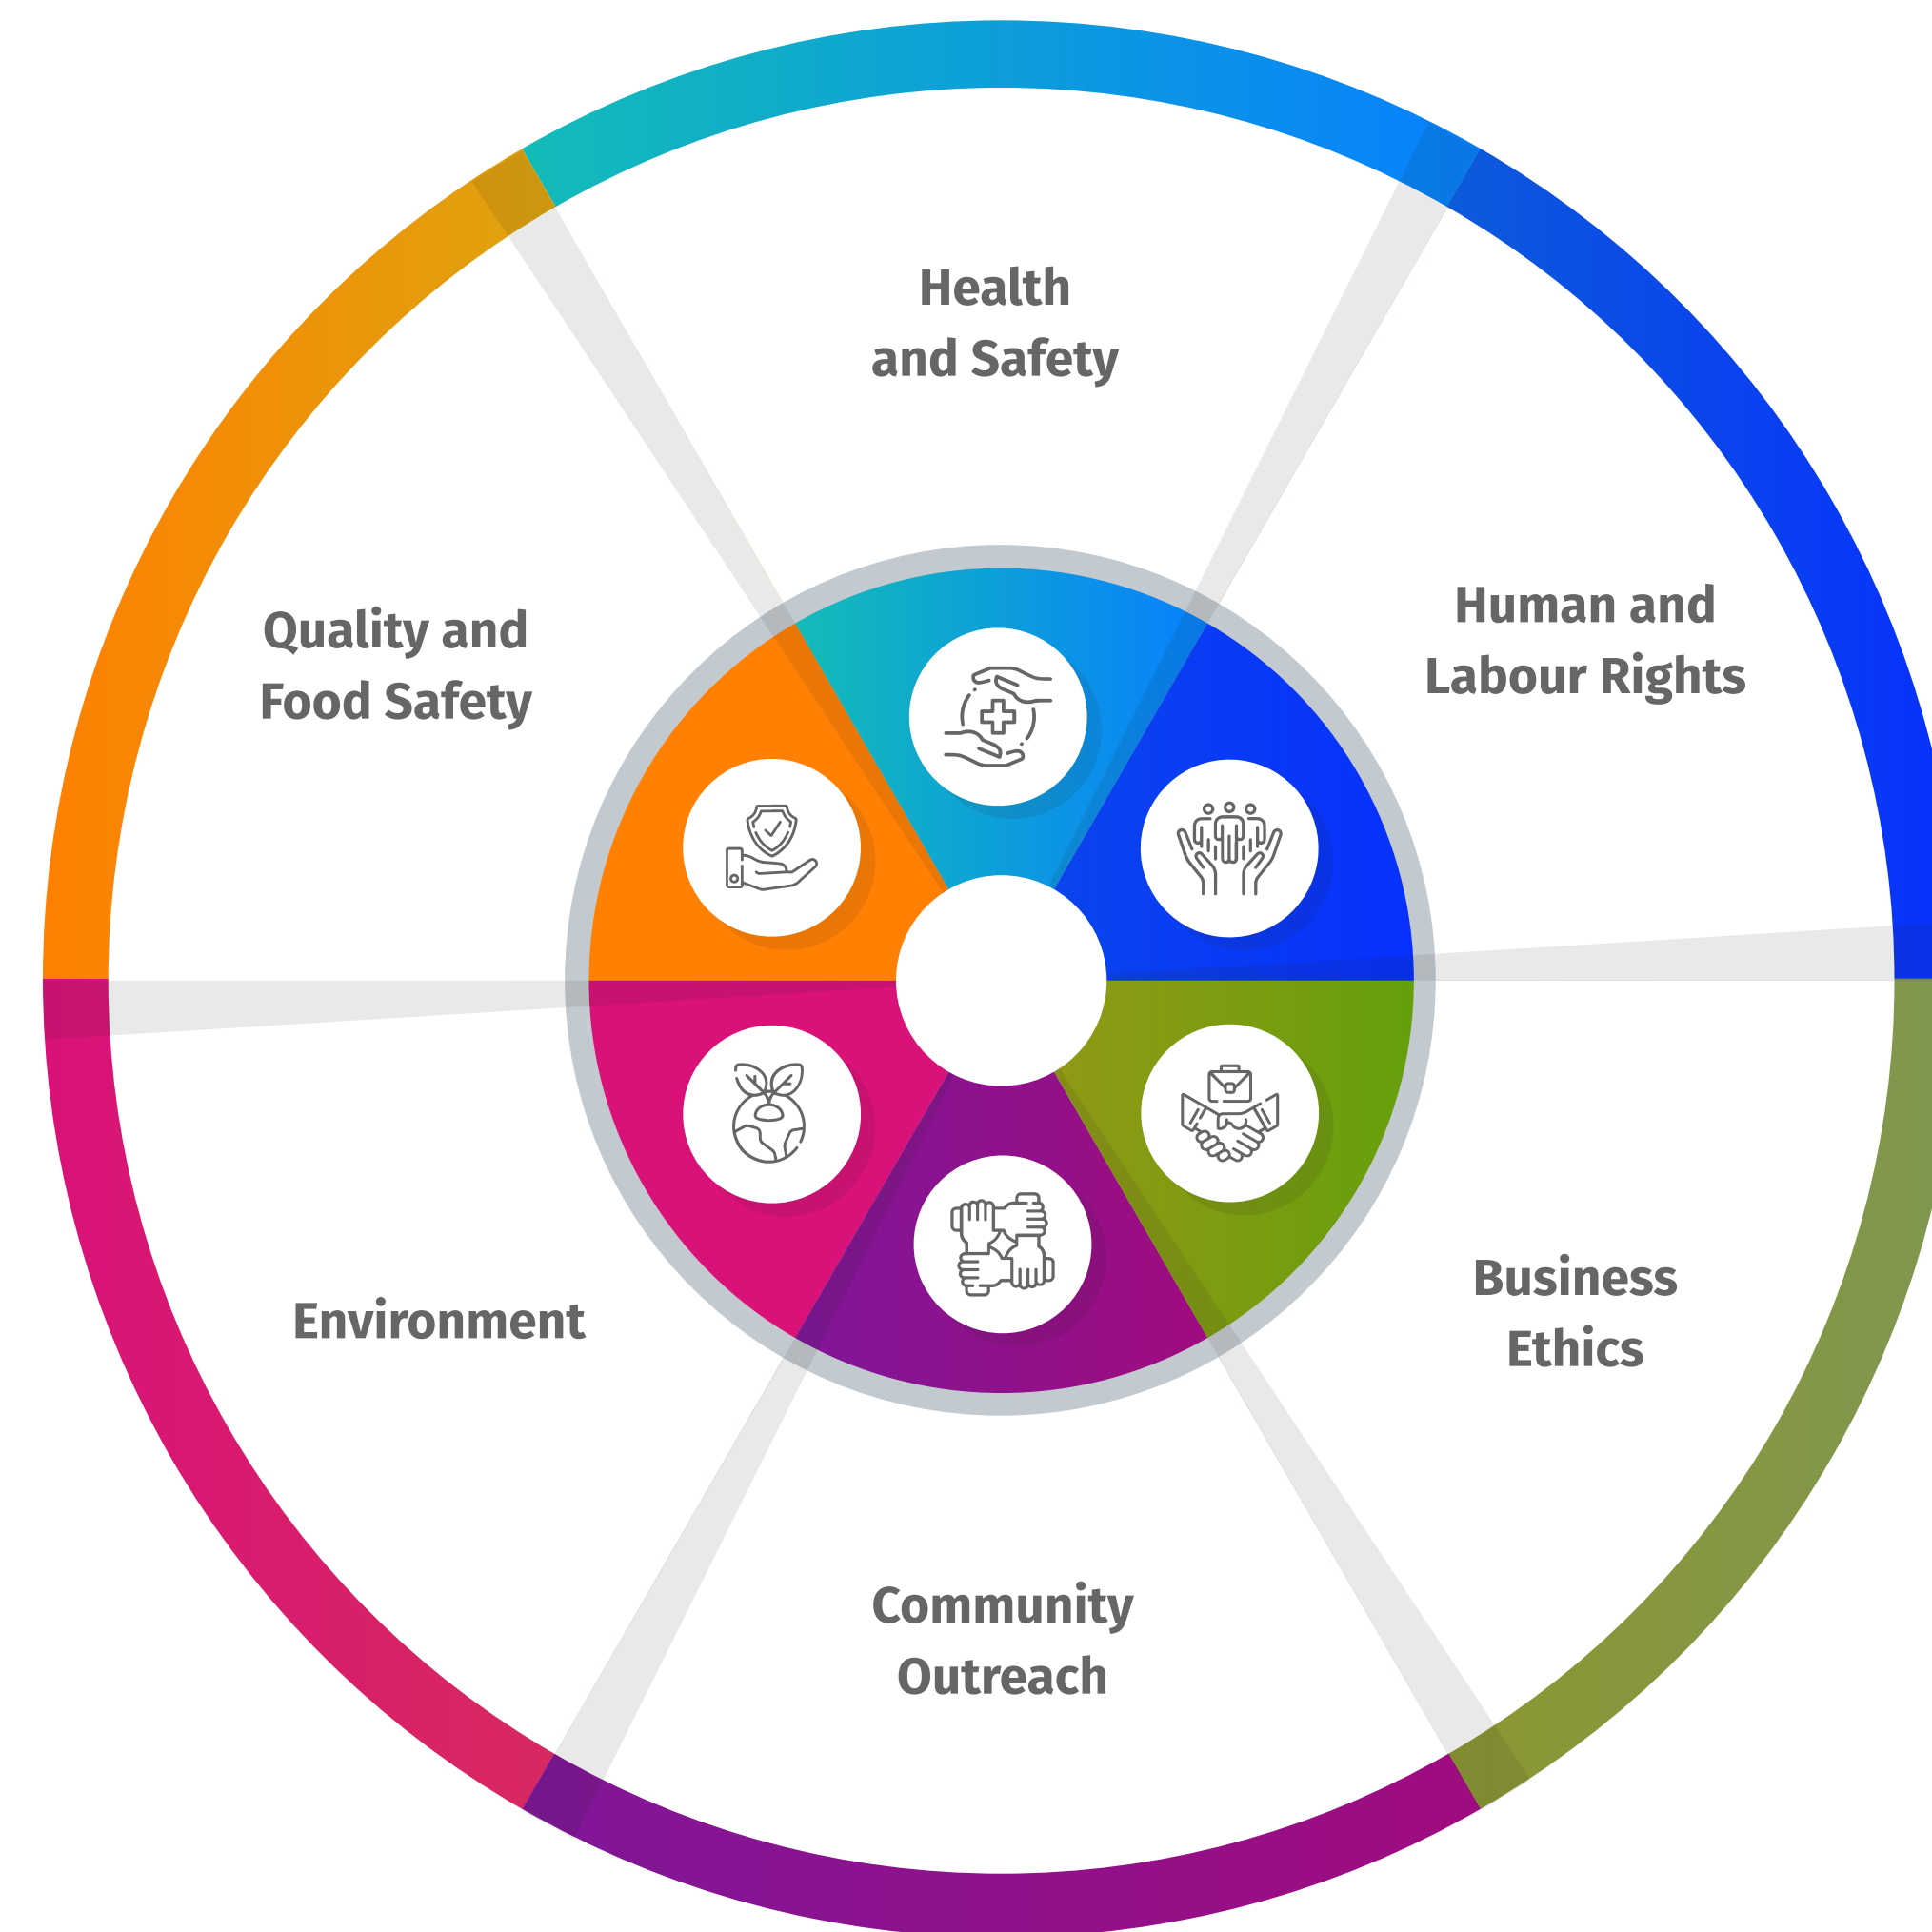 Health
and Safety
Human and
Labour Rights
Quality and
Food Safety
Business
Ethics
Environment
Community
Outreach